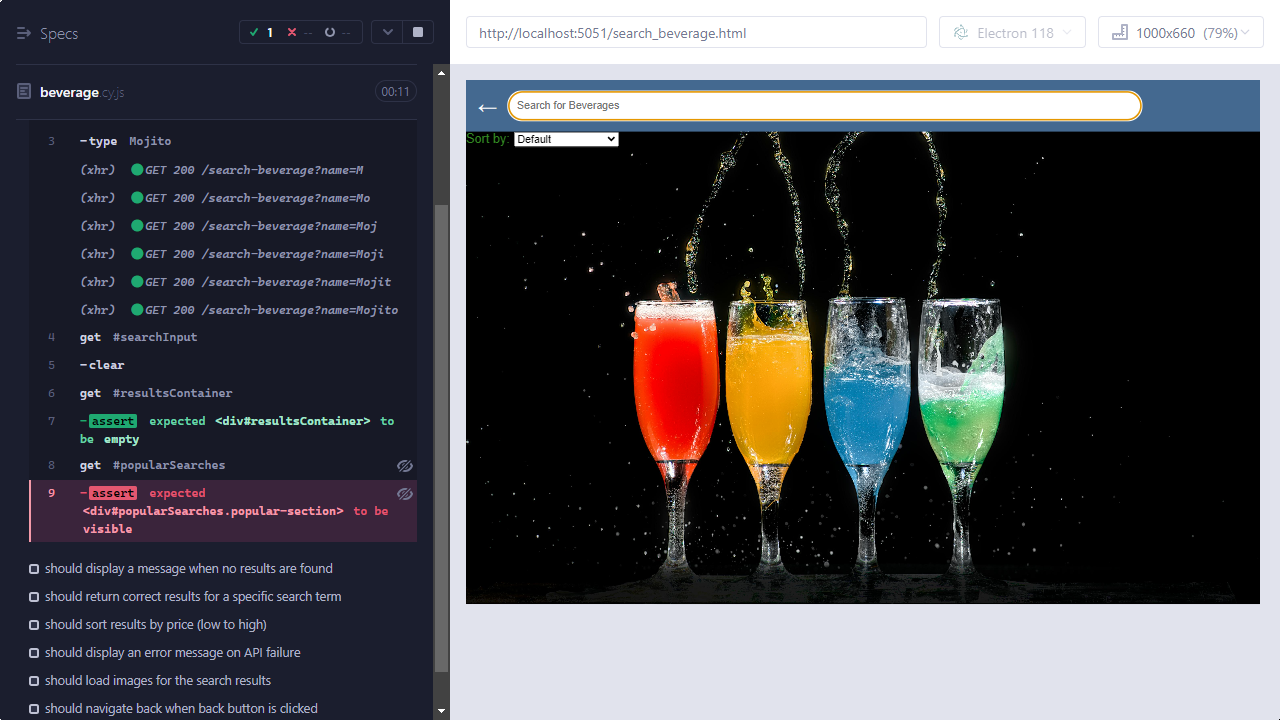 Specs
1
--
--
beverage.cy.js
00:11
3 -type Mojito
(xhr) GET 200 /search-beverage?name=M
(xhr) GET 200 /search-beverage?name=Mo
(xhr) GET 200 /search-beverage?name=Moj
(xhr) GET 200 /search-beverage?name=Moji
(xhr) GET 200 /search-beverage?name=Mojit
(xhr) GET 200 /search-beverage?name=Mojito
4 get #searchInput
5 -clear
6 get #resultsContainer
7 -assert expected <div#resultsContainer> to
be empty
8 get #popularSearches
9 -assert expected
<div#popularSearches.popular-section> to be
visible
should display a message when no results are found
should return correct results for a specific search term
should sort results by price (low to high)
should display an error message on API failure
should load images for the search results
should navigate back when back button is clicked
http://localhost:5051/search_beverage.html
Electron 118
1000x660 (79%)
Search for Beverages
Sort by: Default